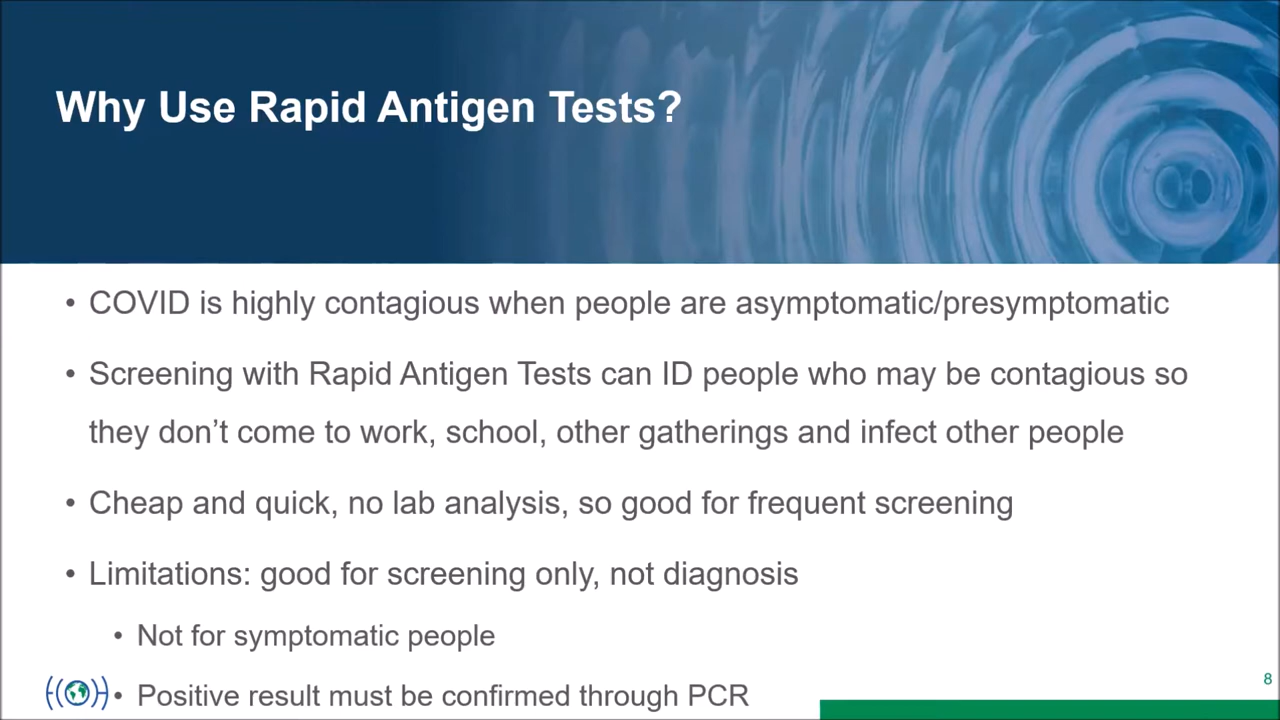 Why Use Rapid Antigen Tests?
• COVID is highly contagious when people are asymptomatic/presymptomatic
• Screening with Rapid Antigen Tests can ID people who may be contagious so
they don’t come to work, school, other gatherings and infect other people
• Cheap and quick, no lab analysis, so good for frequent screening
• Limitations: good for screening only, not diagnosis
• Not for symptomatic people
• Positive result must be confirmed through PCR
8